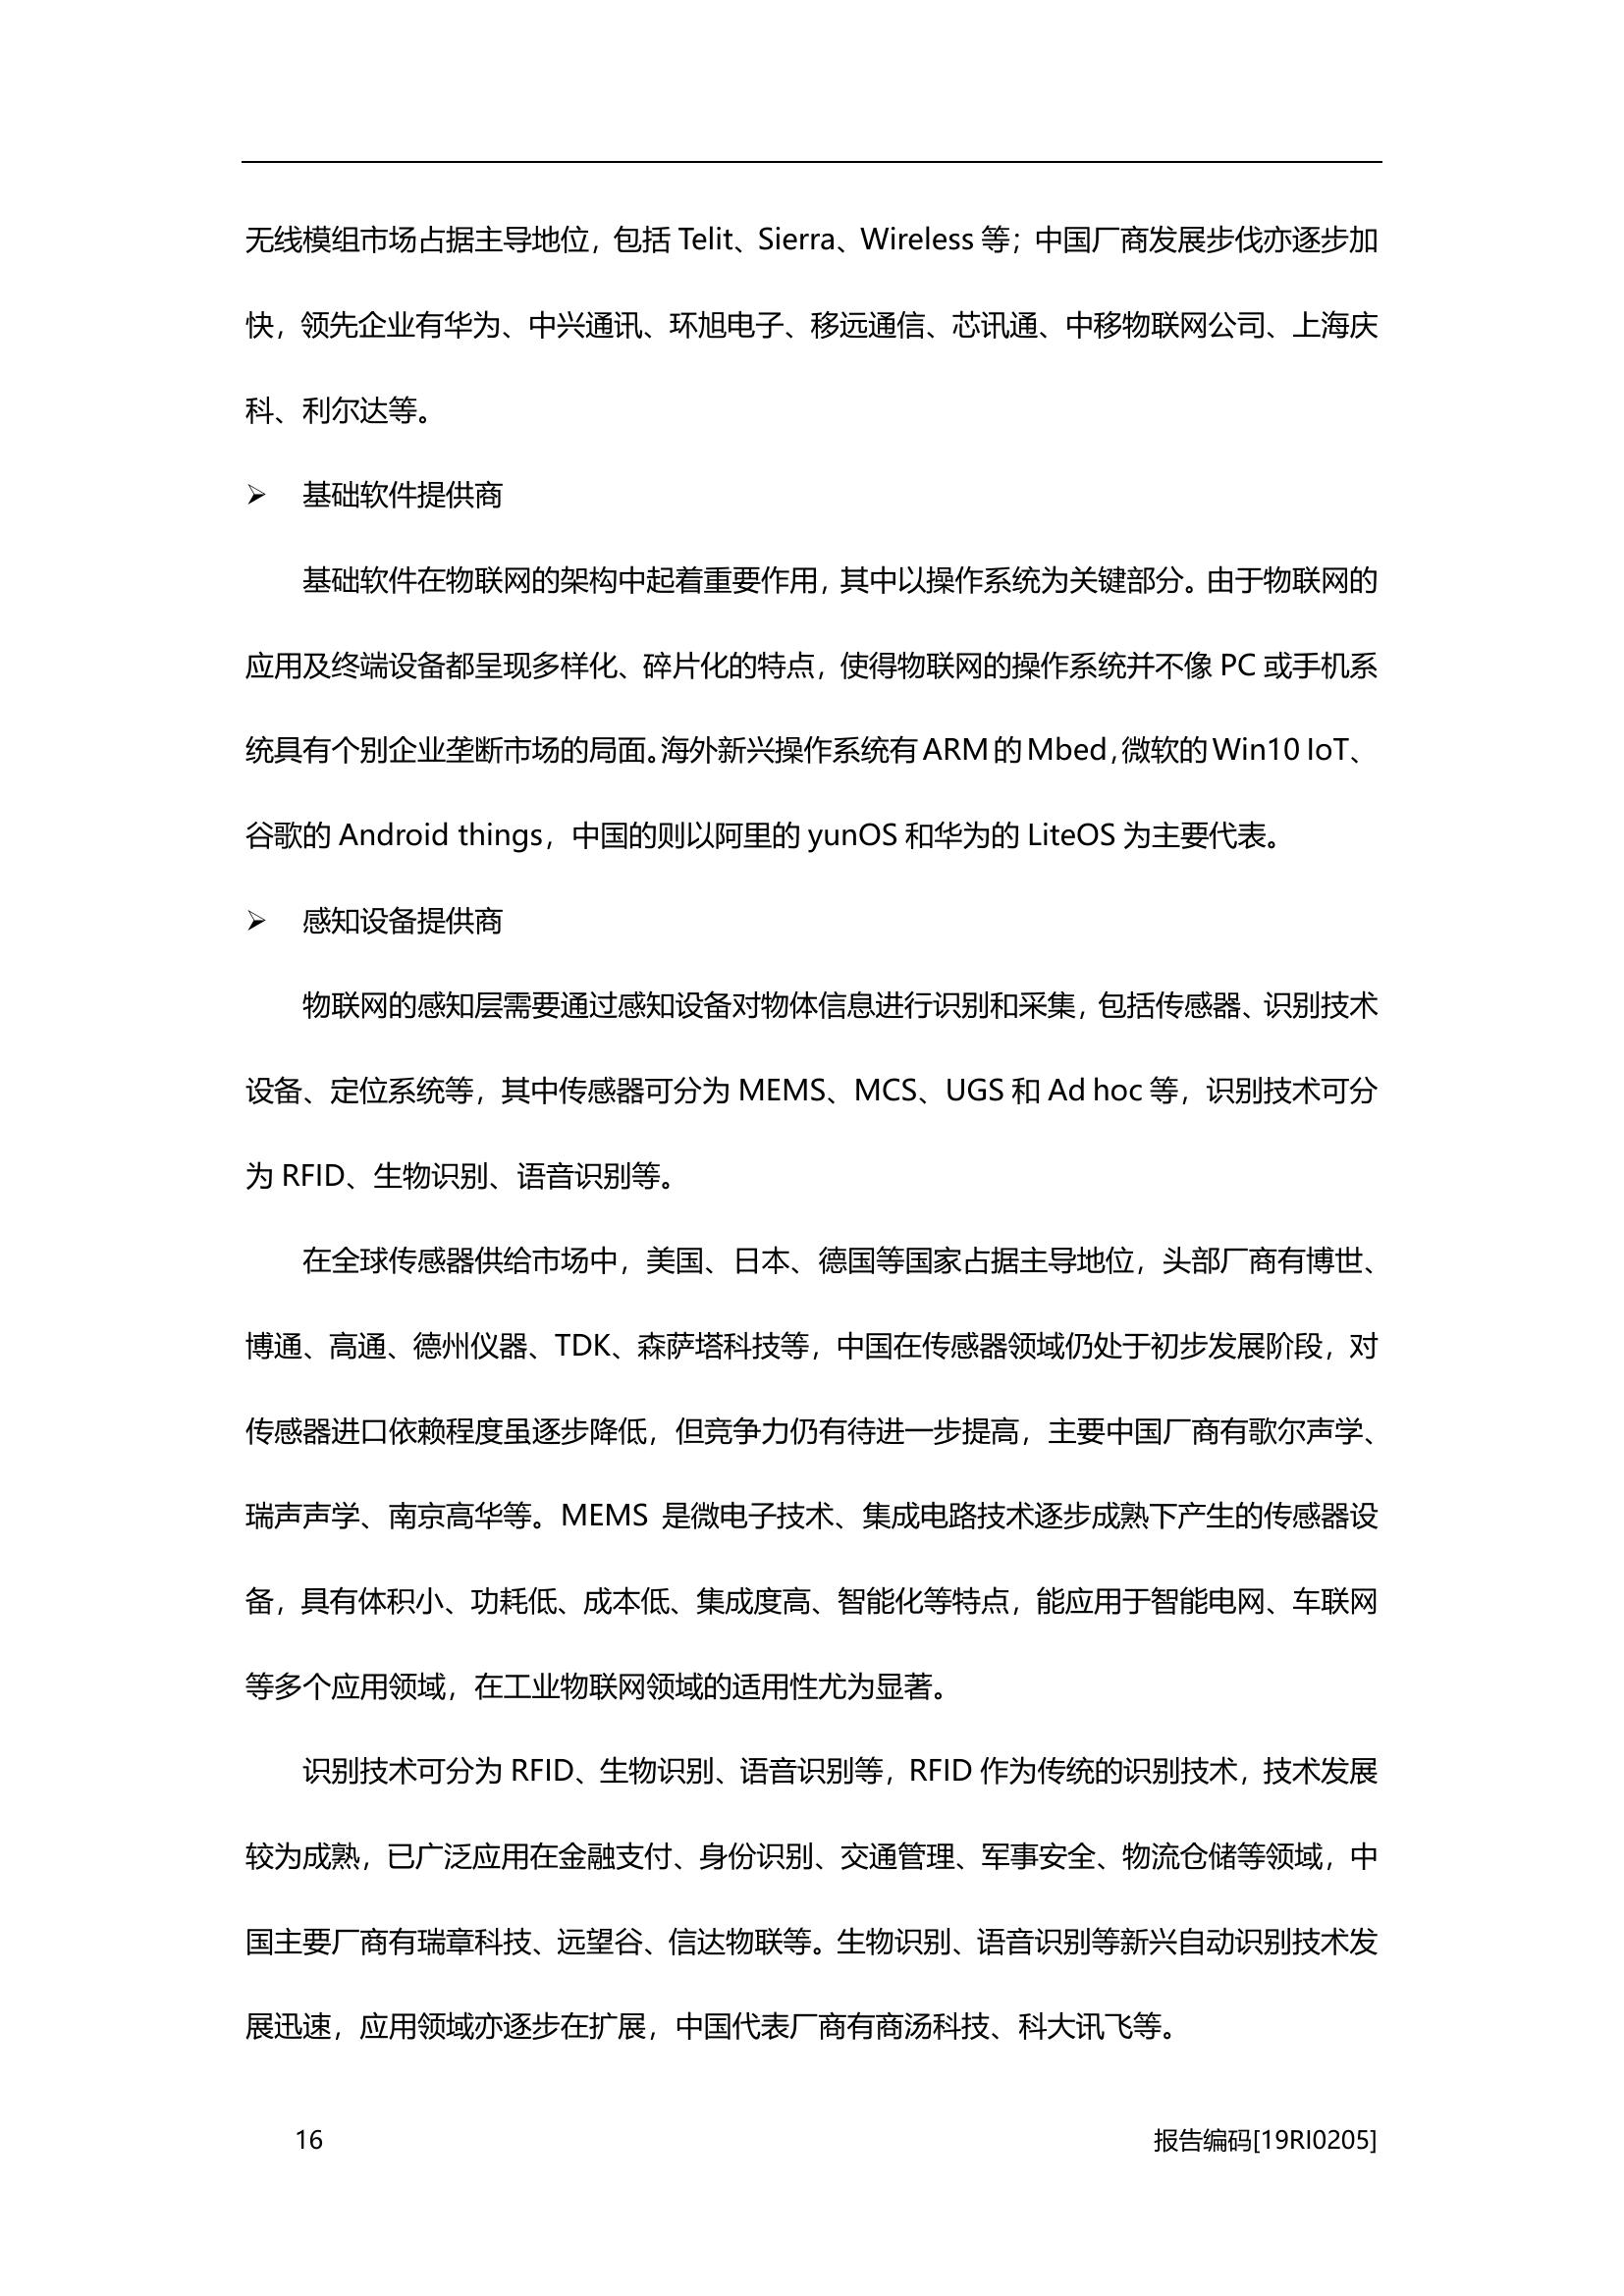 无线模组市场占据主导地位，包括 Telit、Sierra、Wireless 等；中国厂商发展步伐亦逐步加
快，领先企业有华为、中兴通讯、环旭电子、移远通信、芯讯通、中移物联网公司、上海庆
科、利尔达等。
➢ 基础软件提供商
基础软件在物联网的架构中起着重要作用，其中以操作系统为关键部分。由于物联网的
应用及终端设备都呈现多样化、碎片化的特点，使得物联网的操作系统并不像 PC 或手机系
统具有个别企业垄断市场的局面。海外新兴操作系统有 ARM 的 Mbed，微软的 Win10 IoT、
谷歌的 Android things，中国的则以阿里的 yunOS 和华为的 LiteOS 为主要代表。
➢ 感知设备提供商
物联网的感知层需要通过感知设备对物体信息进行识别和采集，包括传感器、识别技术
设备、定位系统等，其中传感器可分为 MEMS、MCS、UGS 和 Ad hoc 等，识别技术可分
为 RFID、生物识别、语音识别等。
在全球传感器供给市场中，美国、日本、德国等国家占据主导地位，头部厂商有博世、
博通、高通、德州仪器、TDK、森萨塔科技等，中国在传感器领域仍处于初步发展阶段，对
传感器进口依赖程度虽逐步降低，但竞争力仍有待进一步提高，主要中国厂商有歌尔声学、
瑞声声学、南京高华等。MEMS 是微电子技术、集成电路技术逐步成熟下产生的传感器设
备，具有体积小、功耗低、成本低、集成度高、智能化等特点，能应用于智能电网、车联网
等多个应用领域，在工业物联网领域的适用性尤为显著。
识别技术可分为 RFID、生物识别、语音识别等，RFID 作为传统的识别技术，技术发展
较为成熟，已广泛应用在金融支付、身份识别、交通管理、军事安全、物流仓储等领域，中
国主要厂商有瑞章科技、远望谷、信达物联等。生物识别、语音识别等新兴自动识别技术发
展迅速，应用领域亦逐步在扩展，中国代表厂商有商汤科技、科大讯飞等。
16 报告编码[19RI0205]